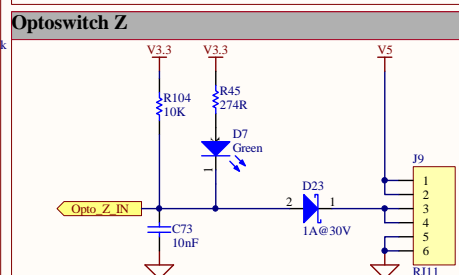 Optoswitch Z
k
V3.3
V3.3
V5
R104
10K
R45
274R
D7
Green
1
J9
D23
2
1
1A@30V
Opto_Z_IN
C73
10nF
1
2
3
4
5
6
RJ11